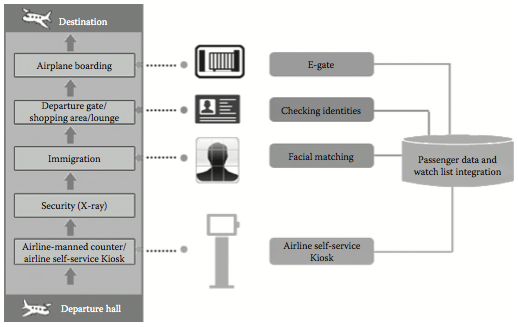 Destination
Airplane boarding
E-gate
Departure gate/
shopping area/lounge
Checking identities
Immigration
Facial matching
Passenger data and
watch list integration
Security (X-ray)
Airline-manned counter/
airline self-service Kiosk
Airline self-service
Kiosk
Departure hall